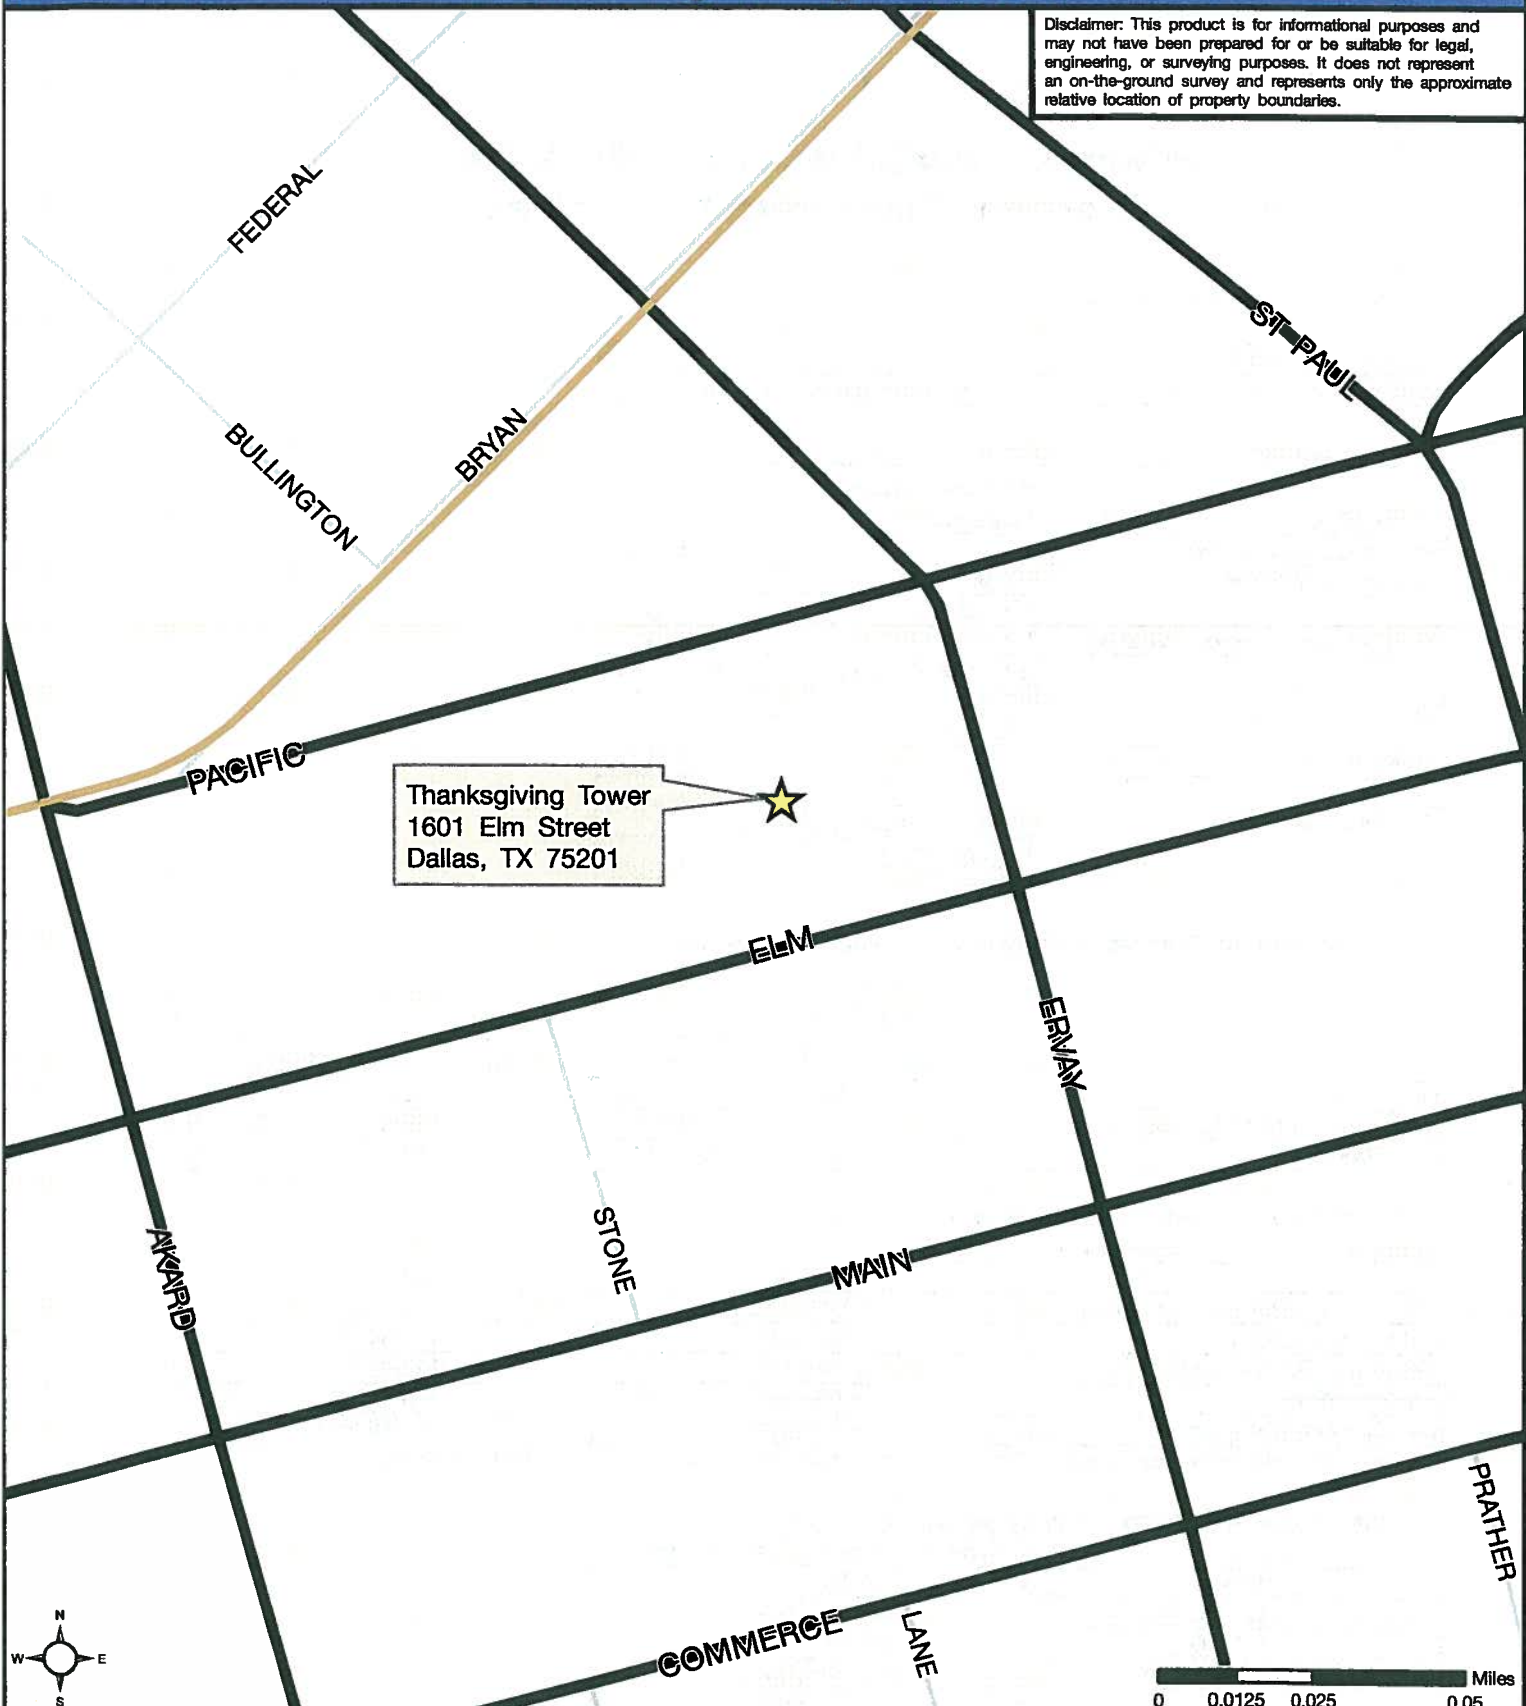 Disclaimer: This product is for informational purposes and
may not have been prepared for or be suitable for legal,
engineering, or surveying purposes. It does not represent
an on-the-ground survey and represents only the approximate
relative location of property boundaries.
FEDERAL
ST PAUL
BRYAN
BULLINGTON
PACIFIC
Thanksgiving Tower
1601 Elm Street
Dallas, TX 75201
ELM
ERVAY
STONE
AKARD
MAIN
PRATHER
COMMERCE
LANE
N
W E
S
Miles
0 0.0125 0.025 0.05